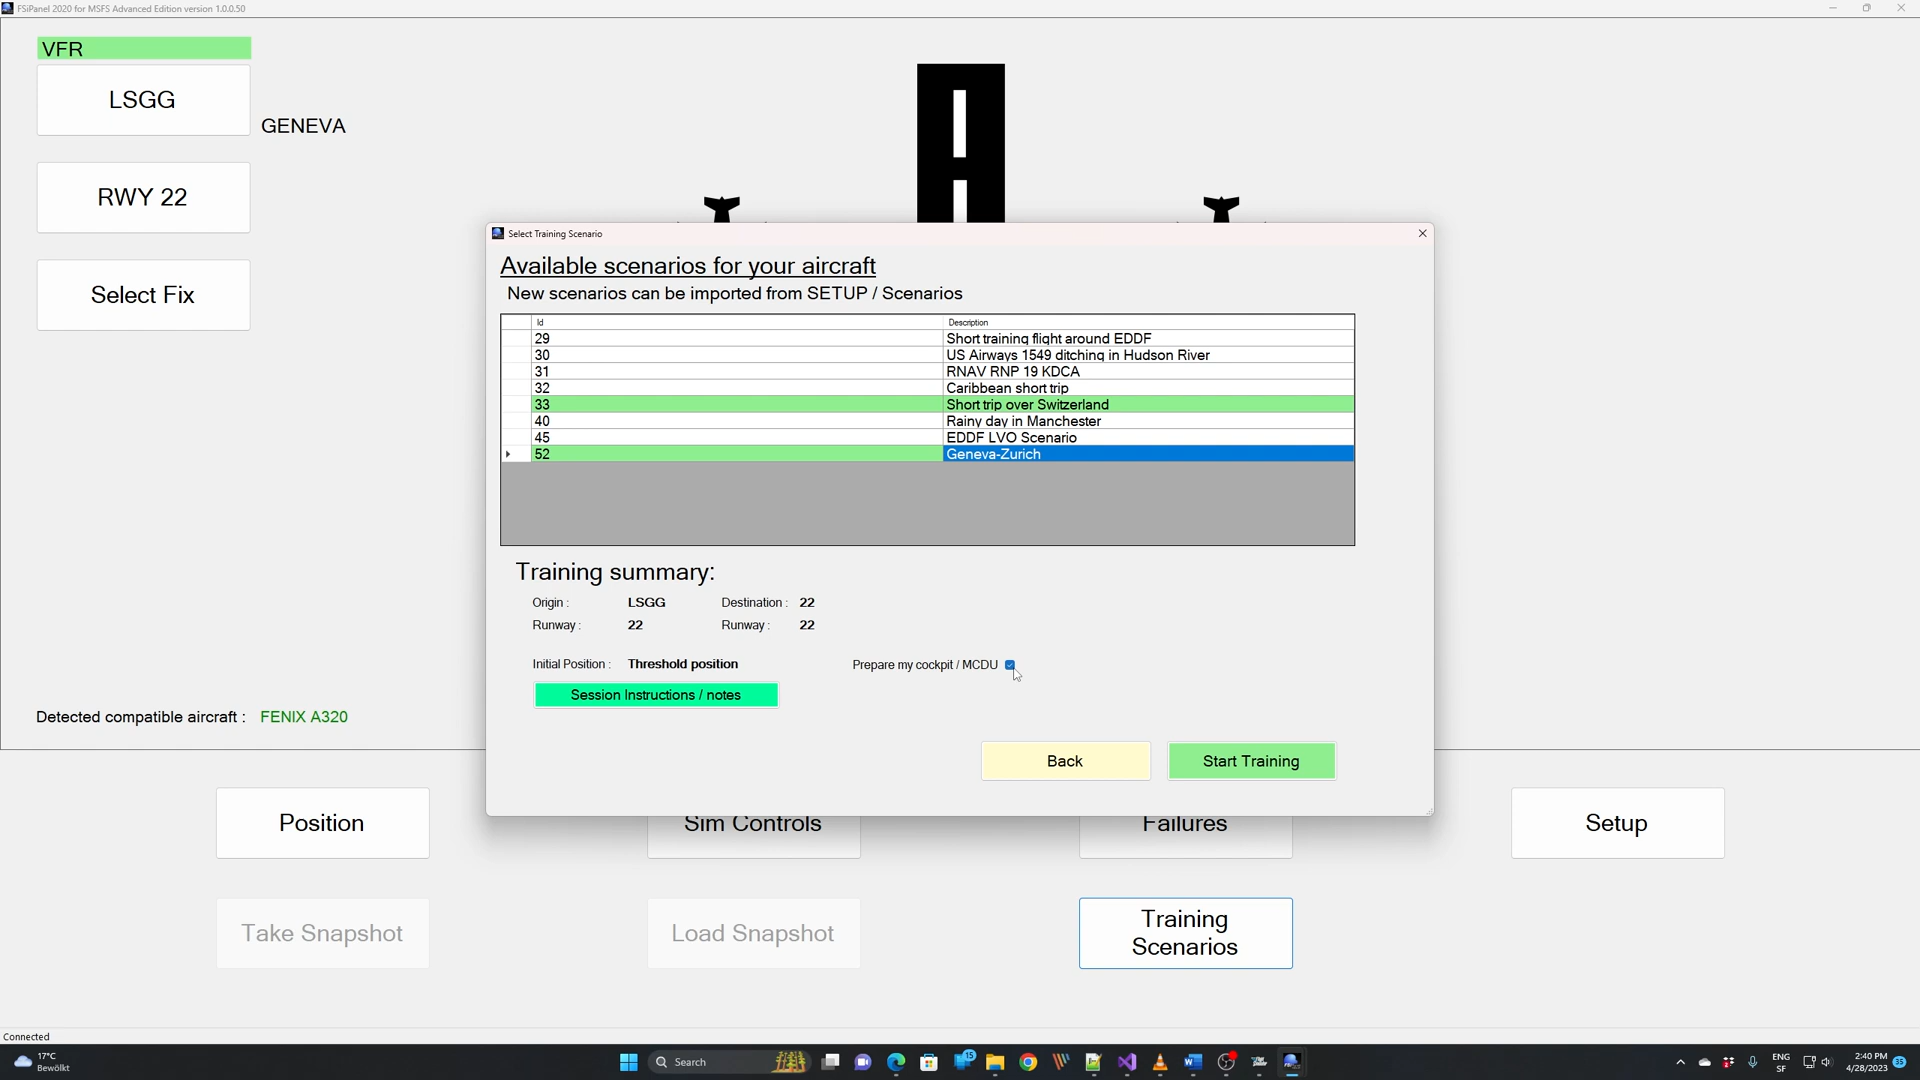 FSiPanel 2020 for MSFS Advanced Edition version 1.0.0.50
VFR
LSGG
GENEVA
RWY 22
Select Fix
Detected compatible aircraft : FENIX A320
Select Training Scenario
Available scenarios for your aircraft
New scenarios can be imported from SETUP / Scenarios
Id Description
29 Short training flight around EDDF
30 US Airways 1549 ditching in Hudson River
31 RNAV RNP 19 KDCA
32 Caribbean short trip
33 Short trip over Switzerland
40 Rainy day in Manchester
45 EDDF LVO Scenario
52 Geneva-Zurich
Training summary:
Origin : LSGG Destination : 22
Runway : 22 Runway : 22
Initial Position : Threshold position Prepare my cockpit / MCDU
Session Instructions / notes
Back Start Training
Position Sim Controls Failures Setup
Take Snapshot Load Snapshot Training
Scenarios
Connected
17°C
Bewölkt
Search
15
ENG
SF
2:40 PM
4/28/2023
35